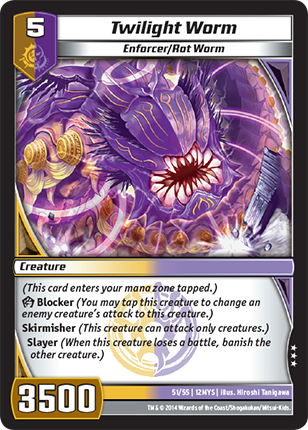 5
Twilight Worm
Enforcer/Rot Worm
Creature
(This card enters your mana zone tapped.)
Blocker (You may tap this creature to change an
enemy creature's attack to this creature.)
Skirmisher (This creature can attack only creatures.)
Slayer (When this creature loses a battle, banish the
other creature.)
3500
51/55 | 12MYS | illus. Hiroshi Tanigawa
TM & © 2014 Wizards of the Coast/Shogakukan/Mitsui-Kids.